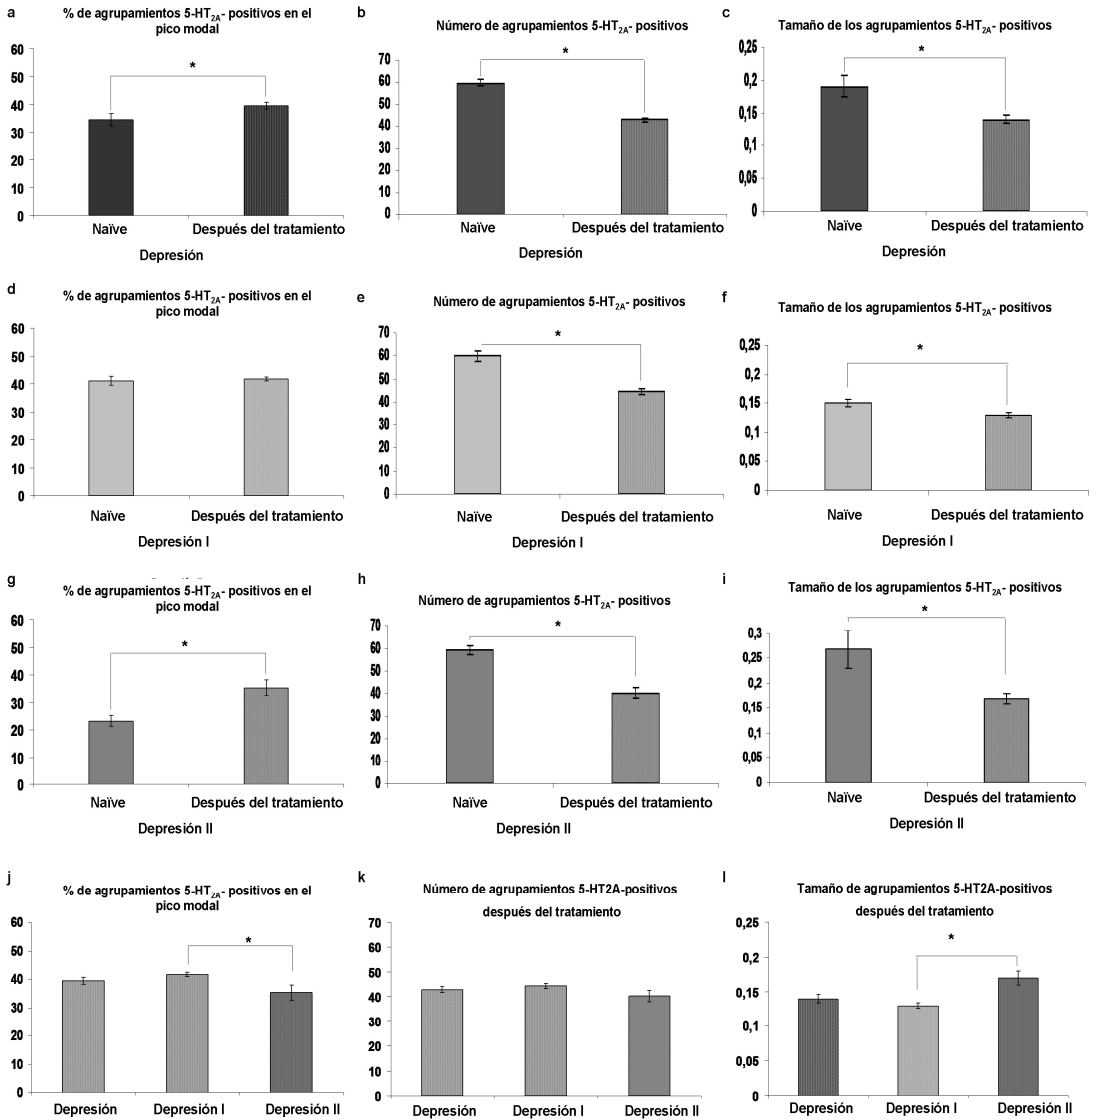 a
% de agrupamientos 5-HT2A- positivos en el
pico modal
60
50
40
30
20
10
0
*
Naïve
Después del tratamiento
Depresión
b
Número de agrupamientos 5-HT2A- positivos
70
60
50
40
30
20
10
0
*
Naïve
Después del tratamiento
Depresión
c
Tamaño de los agrupamientos 5-HT2A- positivos
0,25
0,2
0,15
0,1
0,05
0
*
Naïve
Después del tratamiento
Depresión
d
% de agrupamientos 5-HT2A- positivos en el
pico modal
60
50
40
30
20
10
0
Naïve
Después del tratamiento
Depresión I
e
Número de agrupamientos 5-HT2A- positivos
70
60
50
40
30
20
10
0
*
Naïve
Después del tratamiento
Depresión I
f
Tamaño de los agrupamientos 5-HT2A- positivos
0,25
0,2
0,15
0,1
0,05
0
*
Naïve
Después del tratamiento
Depresión I
g
% de agrupamientos 5-HT2A- positivos en el
pico modal
60
50
40
30
20
10
0
*
Naïve
Después del tratamiento
Depresión II
h
Número de agrupamientos 5-HT2A- positivos
70
60
50
40
30
20
10
0
*
Naïve
Después del tratamiento
Depresión II
i
Tamaño de los agrupamientos 5-HT2A- positivos
0,3
0,25
0,2
0,15
0,1
0,05
0
*
Naïve
Después del tratamiento
Depresión II
j
% de agrupamientos 5-HT2A- positivos en el
pico modal
60
50
40
30
20
10
0
*
Depresión
Depresión I
Depresión II
k
Número de agrupamientos 5-HT2A-positivos
después del tratamiento
70
60
50
40
30
20
10
0
Depresión
Depresión I
Depresión II
l
Tamaño de agrupamientos 5-HT2A-positivos
después del tratamiento
0,25
0,2
0,15
0,1
0,05
0
*
Depresión
Depresión I
Depresión II